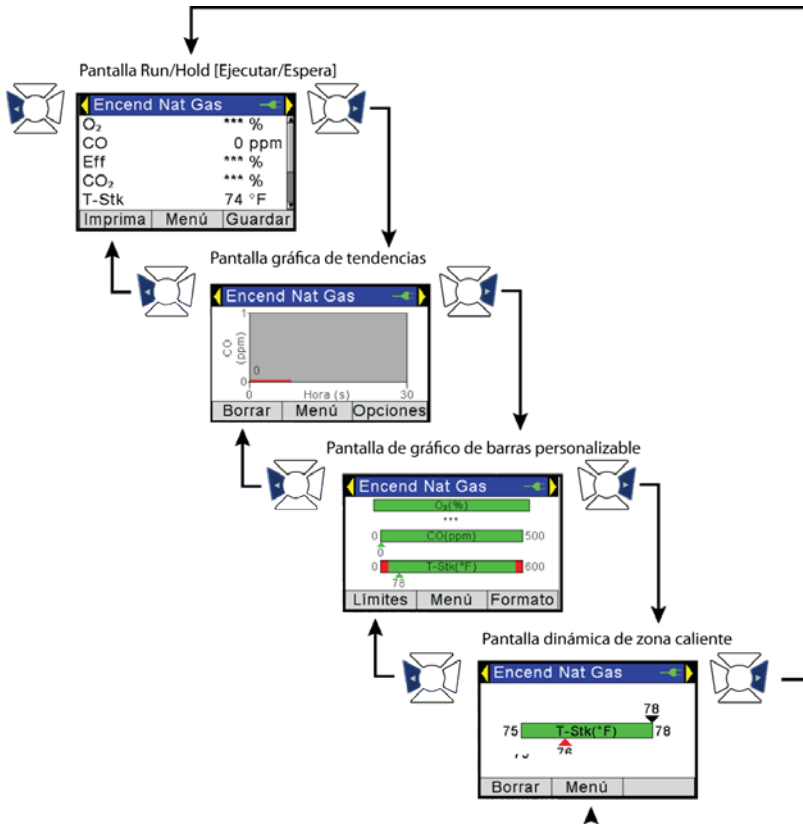 Pantalla Run/Hold [Ejecutar/Espera]
Encend Nat Gas
O₂ *** %
CO 0 ppm
Eff *** %
CO₂ *** %
T-Stk 74 °F
Imprima Menú Guardar
Pantalla gráfica de tendencias
Encend Nat Gas
1
CO
(ppm)
0
0
0 Hora (s) 30
Borrar Menú Opciones
Pantalla de gráfico de barras personalizable
Encend Nat Gas
O₂(%)
***
0 CO(ppm) 500
0
0 T-Stk(°F) 600
78
Límites Menú Formato
Pantalla dinámica de zona caliente
Encend Nat Gas
78
75 T-Stk(°F) 78
76
Borrar Menú